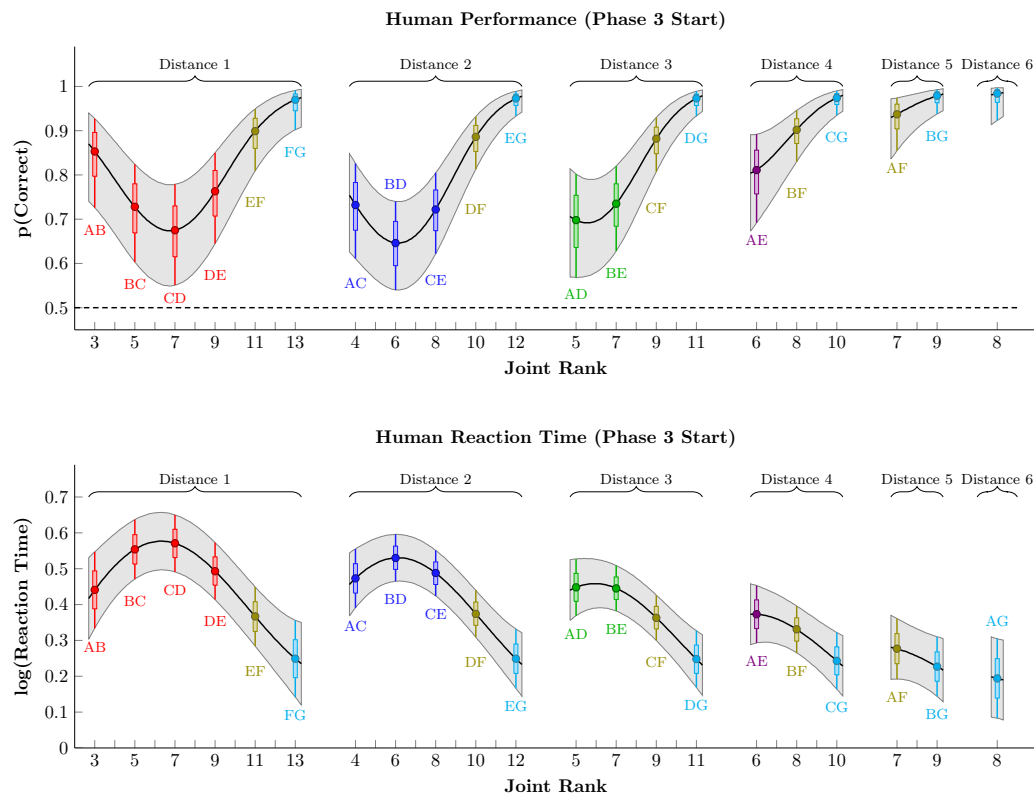 Human Performance (Phase 3 Start)
Distance 1 Distance 2 Distance 3 Distance 4 Distance 5 Distance 6
p(Correct)
1
0.9
0.8
0.7
0.6
0.5
AB BC CD DE EF FG
AC BD CE DF EG
AD BE CF DG
AE BF CG
AF BG
3 5 7 9 11 13 4 6 8 10 12 5 7 9 11 6 8 10 7 9 8
Joint Rank
Human Reaction Time (Phase 3 Start)
Distance 1 Distance 2 Distance 3 Distance 4 Distance 5 Distance 6
log(Reaction Time)
0.7
0.6
0.5
0.4
0.3
0.2
0.1
0
AB BC CD DE EF FG
AC BD CE DF EG
AD BE CF DG
AE BF CG
AF BG
AG
3 5 7 9 11 13 4 6 8 10 12 5 7 9 11 6 8 10 7 9 8
Joint Rank